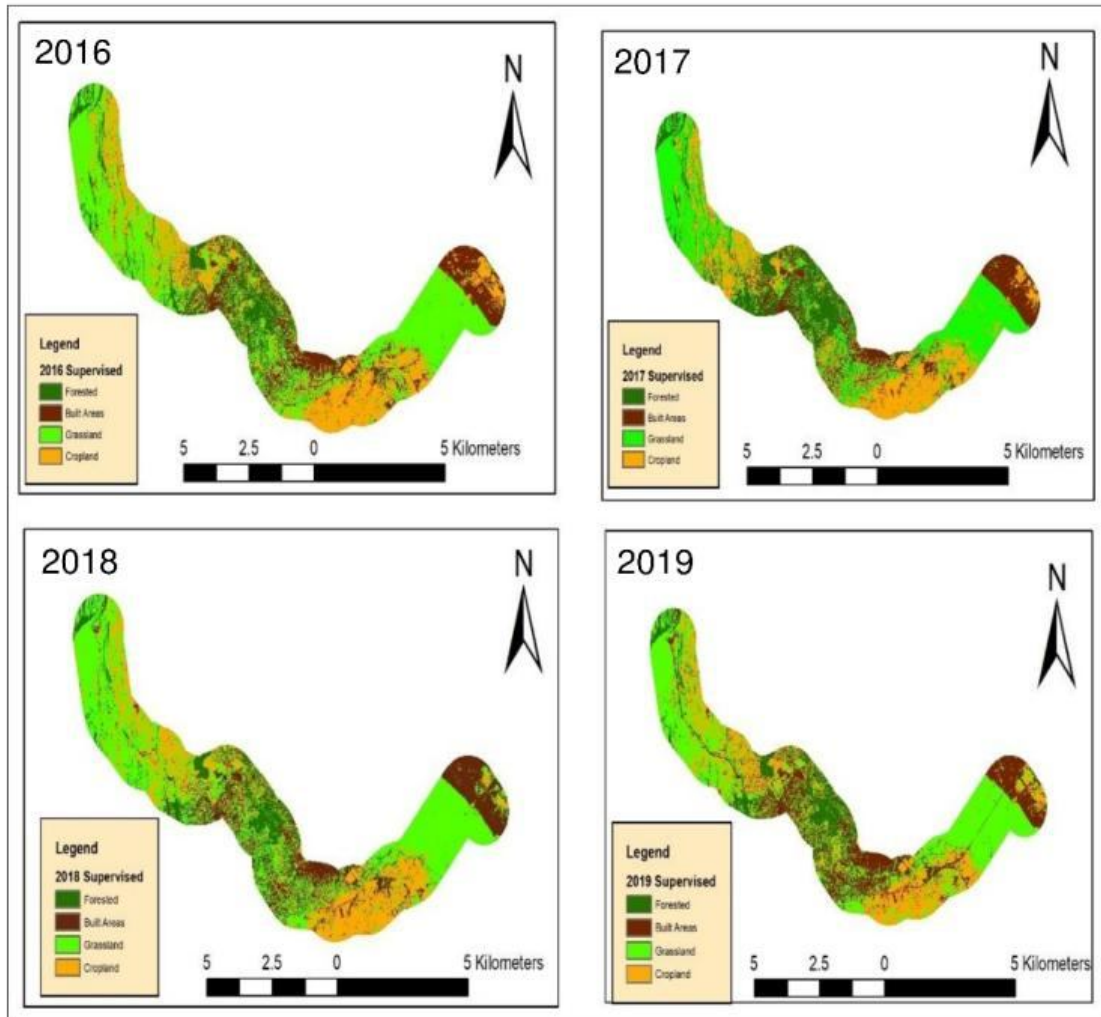 2016
N
Legend
2016 Supervised
Forested
Built Areas
Grassland
Cropland
5 2.5 0 5 Kilometers
2017
N
Legend
2017 Supervised
Forested
Built Areas
Grassland
Cropland
5 2.5 0 5 Kilometers
2018
N
Legend
2018 Supervised
Forested
Built Areas
Grassland
Cropland
5 2.5 0 5 Kilometers
2019
N
Legend
2019 Supervised
Forested
Built Areas
Grassland
Cropland
5 2.5 0 5 Kilometers